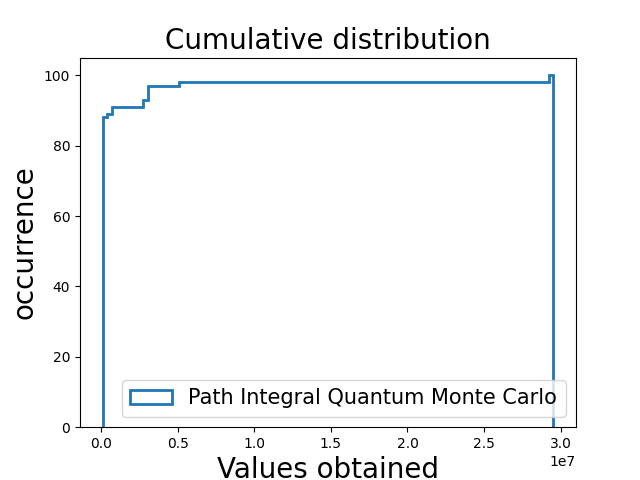 Cumulative distribution
occurrence
100
80
60
40
20
0
Path Integral Quantum Monte Carlo
0.0 0.5 1.0 1.5 2.0 2.5 3.0
1e7
Values obtained